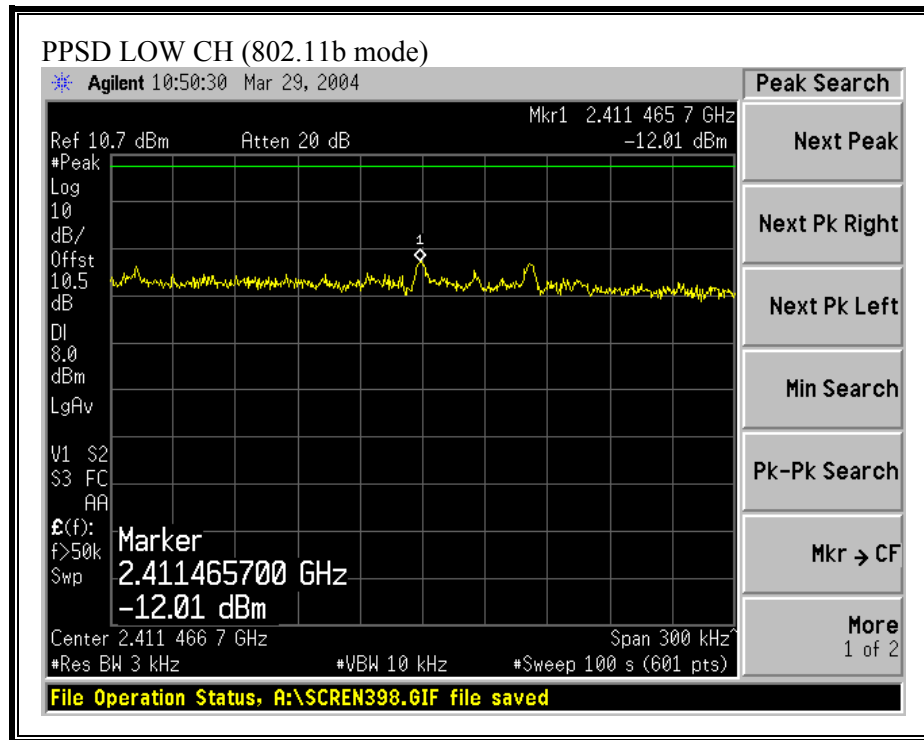 PPSD LOW CH (802.11b mode)
Agilent 10:50:30 Mar 29, 2004
Peak Search
Mkr1 2.411 465 7 GHz
Ref 10.7 dBm Atten 20 dB -12.01 dBm
#Peak
Log
10
dB/
Offst
10.5
dB
DI
8.0
dBm
LgAv
V1 S2
S3 FC
AA
£(f):
f>50k
Swp
1
Marker
2.411465700 GHz
-12.01 dBm
Center 2.411 466 7 GHz Span 300 kHz^
#Res BW 3 kHz #VBW 10 kHz #Sweep 100 s (601 pts)
Next Peak
Next Pk Right
Next Pk Left
Min Search
Pk-Pk Search
Mkr → CF
More
1 of 2
File Operation Status, A:\SCREN398.GIF file saved